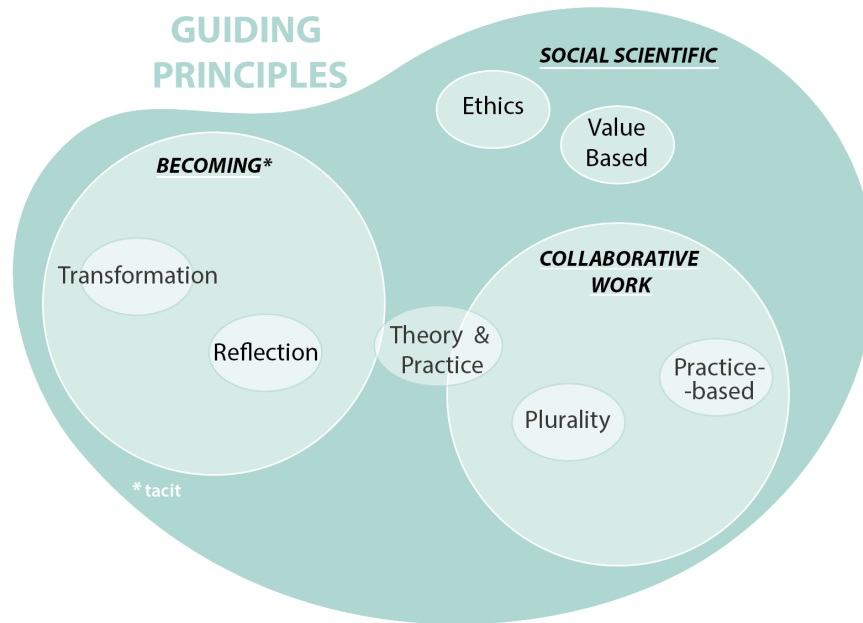 GUIDING
PRINCIPLES
SOCIAL SCIENTIFIC
Ethics
Value
Based
BECOMING*
Transformation
Reflection
Theory &
Practice
COLLABORATIVE
WORK
Practice-
-based
Plurality
* tacit